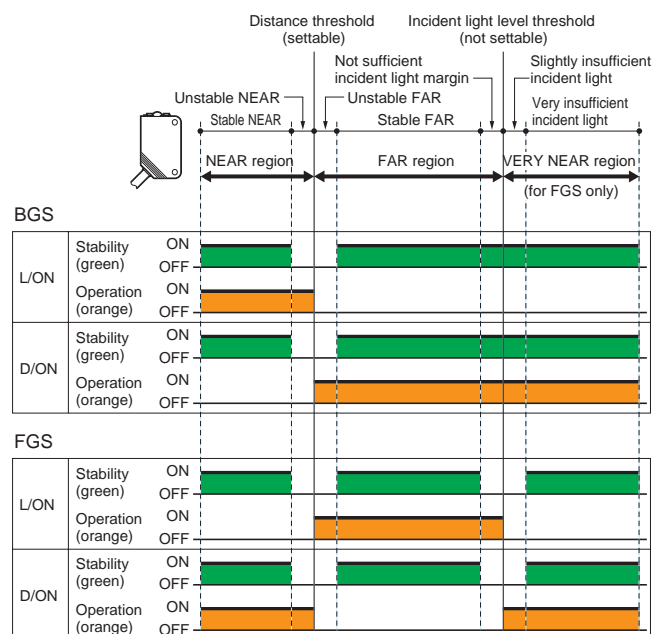 Distance threshold
(settable)
Incident light level threshold
(not settable)
Not sufficient
incident light margin
Slightly insufficient
incident light
Unstable NEAR
Unstable FAR
Very insufficient
incident light
Stable NEAR
Stable FAR
NEAR region
FAR region
VERY NEAR region
(for FGS only)
BGS
L/ON
Stability
(green)
ON
OFF
Operation
(orange)
ON
OFF
D/ON
Stability
(green)
ON
OFF
Operation
(orange)
ON
OFF
FGS
L/ON
Stability
(green)
ON
OFF
Operation
(orange)
ON
OFF
D/ON
Stability
(green)
ON
OFF
Operation
(orange)
ON
OFF